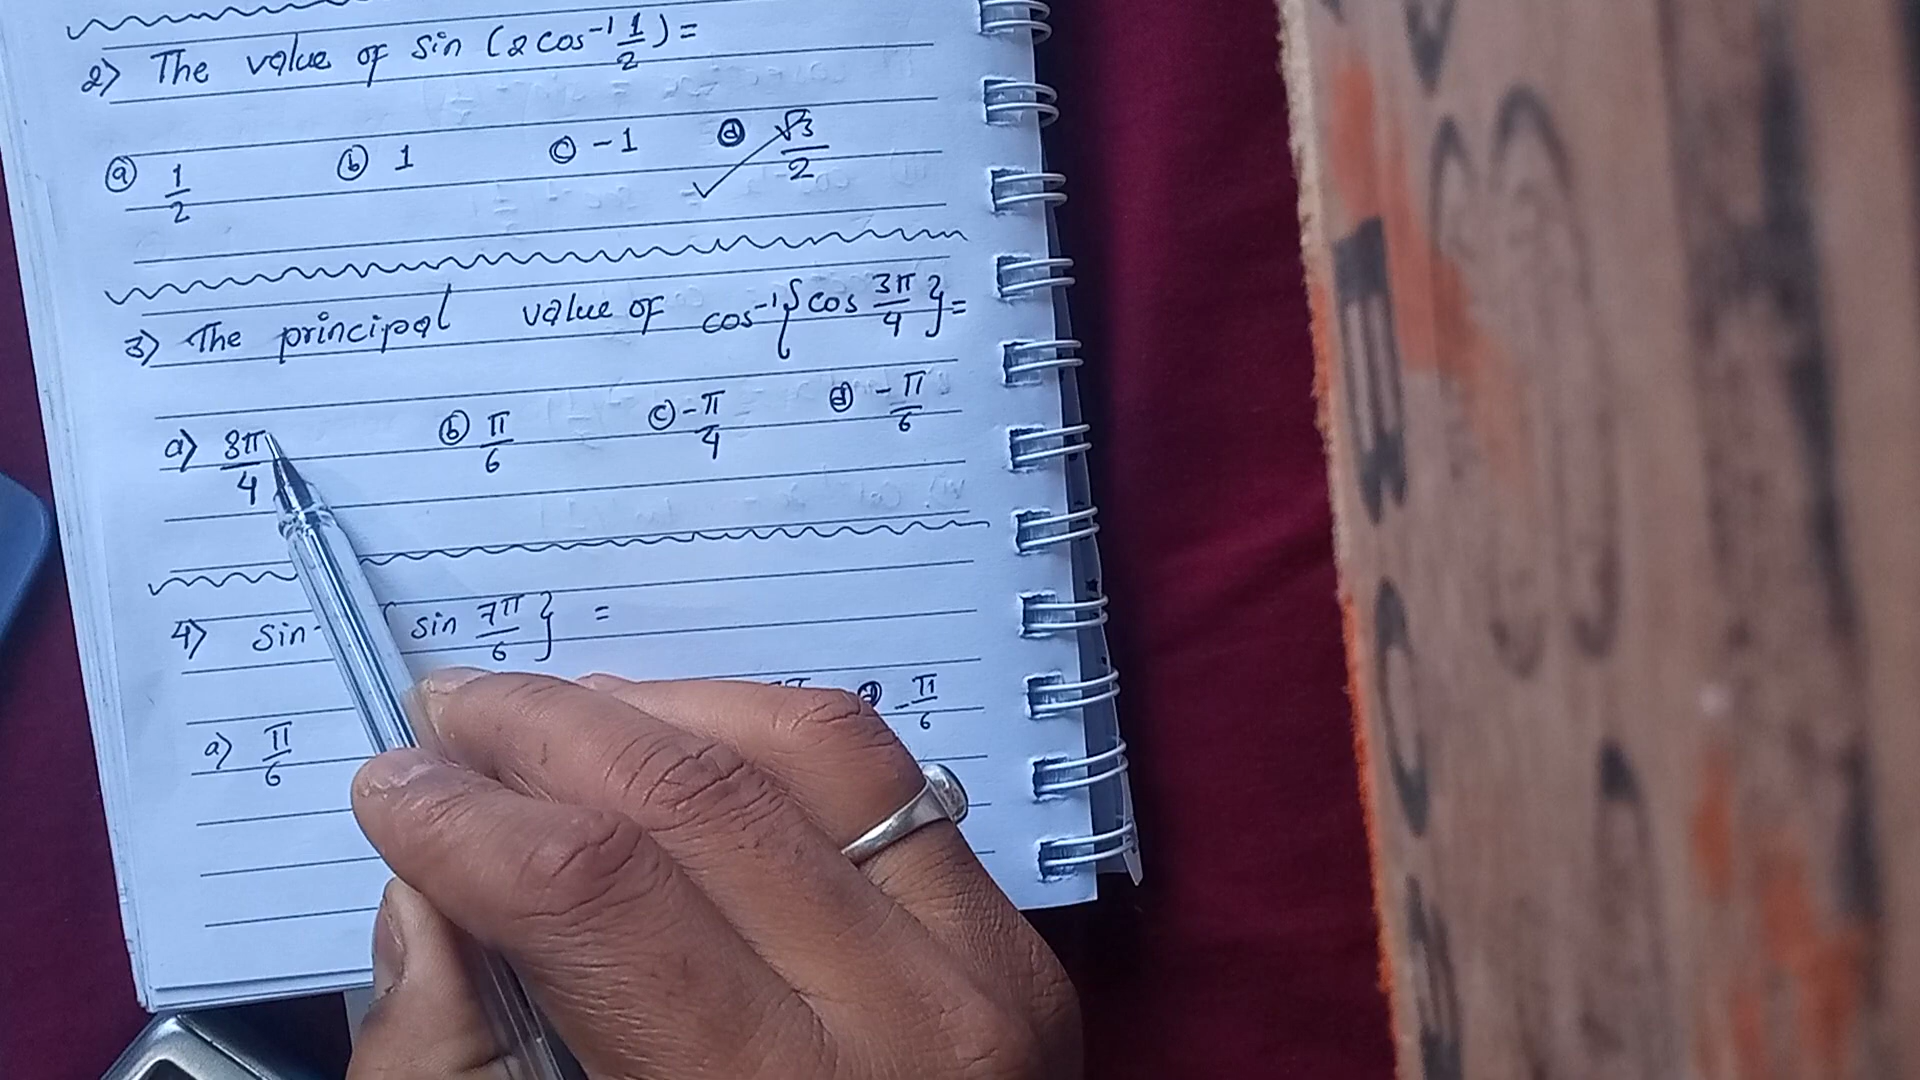 2) The value of sin (2 cos⁻¹ 1/2) =
ⓐ 1/2 ⓑ 1 ⓒ -1 ⓓ √3/2
3) The principal value of cos⁻¹{cos 3π/4} =
a) 3π/4 ⓑ π/6 ⓒ -π/4 ⓓ -π/6
4) sin- { sin 7π/6 } =
a) π/6 ⓓ -π/6